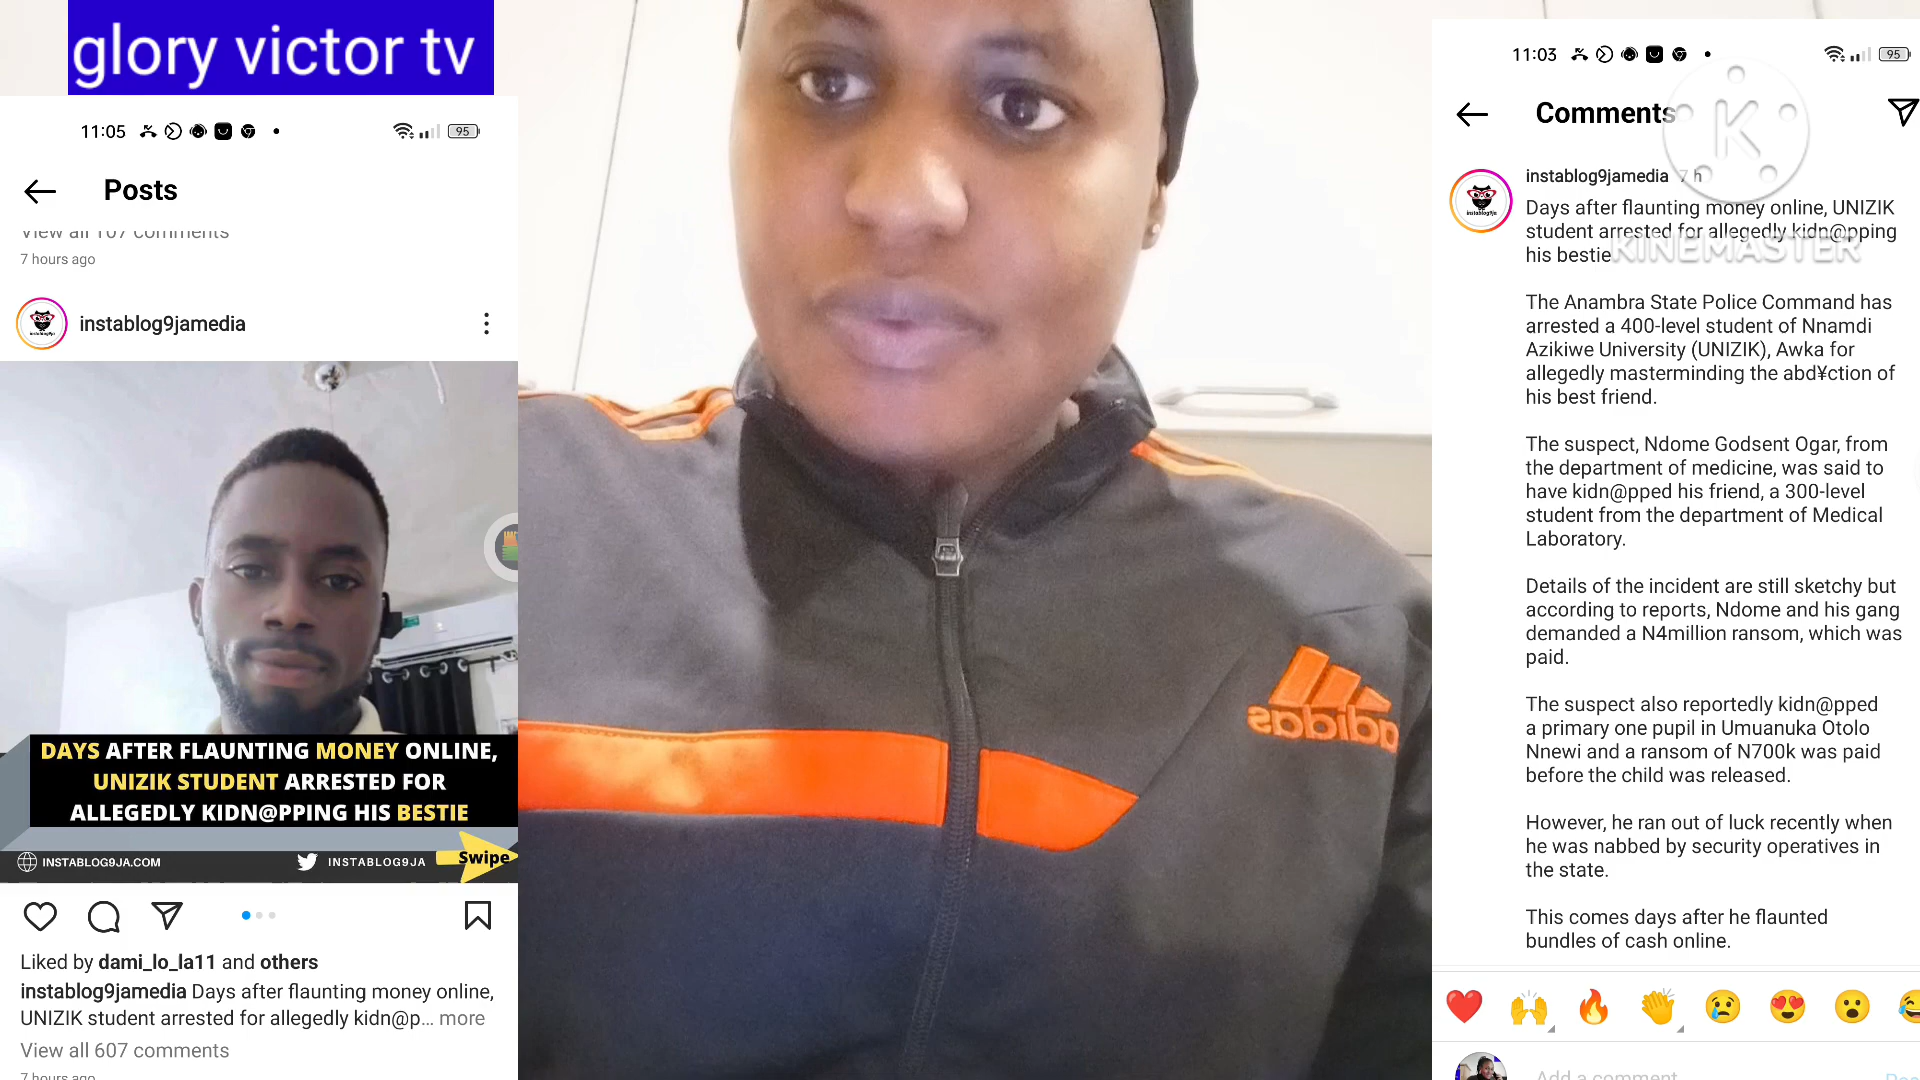 glory victor tv
11:05
95
Posts
View all 107 comments
7 hours ago
instablog9jamedia
DAYS AFTER FLAUNTING MONEY ONLINE,
UNIZIK STUDENT ARRESTED FOR
ALLEGEDLY KIDN@PPING HIS BESTIE
INSTABLOG9JA.COM
INSTABLOG9JA
Swipe
Liked by dami_lo_la11 and others
instablog9jamedia Days after flaunting money online,
UNIZIK student arrested for allegedly kidn@p... more
View all 607 comments
7 hours ago
adidas
11:03
95
Comments
K
KINEMASTER
instablog9jamedia 7 h
Days after flaunting money online, UNIZIK
student arrested for allegedly kidn@pping
his bestie
The Anambra State Police Command has
arrested a 400-level student of Nnamdi
Azikiwe University (UNIZIK), Awka for
allegedly masterminding the abd¥ction of
his best friend.
The suspect, Ndome Godsent Ogar, from
the department of medicine, was said to
have kidn@pped his friend, a 300-level
student from the department of Medical
Laboratory.
Details of the incident are still sketchy but
according to reports, Ndome and his gang
demanded a N4million ransom, which was
paid.
The suspect also reportedly kidn@pped
a primary one pupil in Umuanuka Otolo
Nnewi and a ransom of N700k was paid
before the child was released.
However, he ran out of luck recently when
he was nabbed by security operatives in
the state.
This comes days after he flaunted
bundles of cash online.
Add a comment